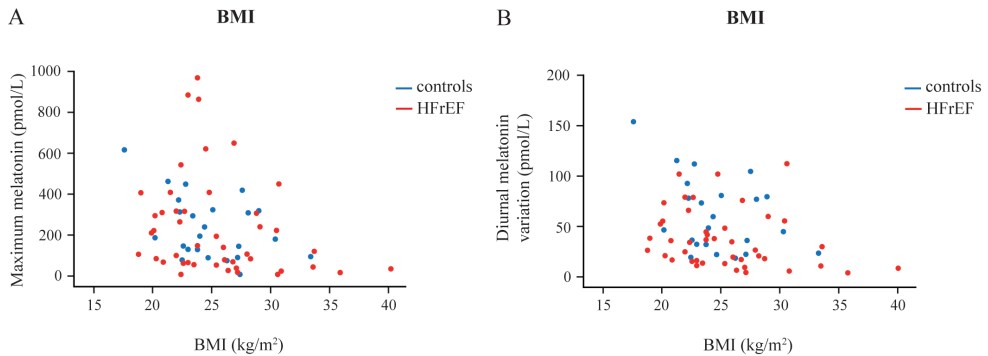 A
BMI
Maximum melatonin (pmol/L)
1000
800
600
400
200
0
15
20
25
30
35
40
BMI (kg/m²)
controls
HFrEF
B
BMI
Diurnal melatonin
variation (pmol/L)
200
150
100
50
0
15
20
25
30
35
40
BMI (kg/m²)
controls
HFrEF